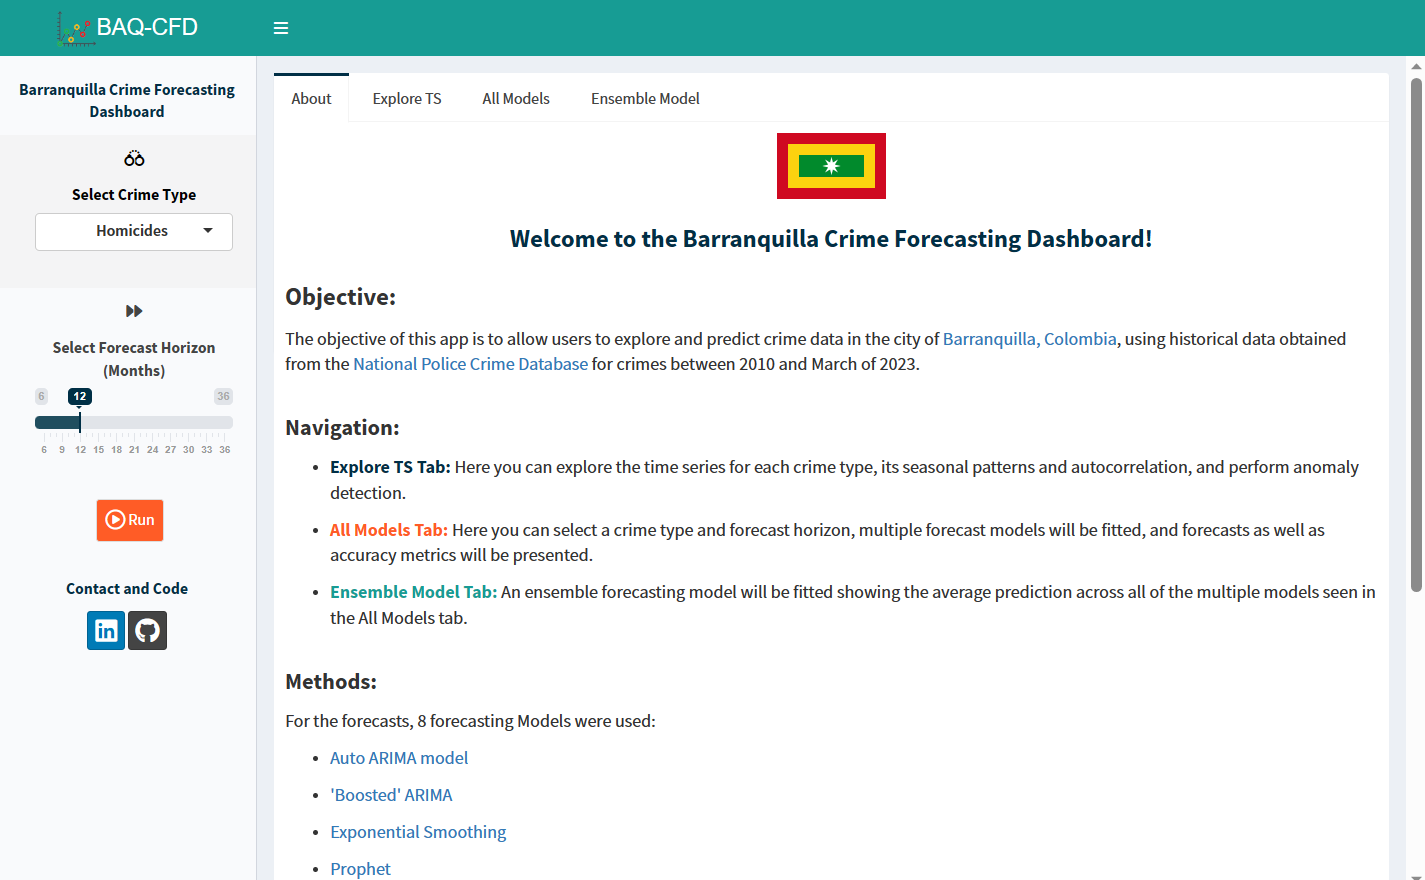 BAQ-CFD
Barranquilla Crime Forecasting
Dashboard
Select Crime Type
Homicides
Select Forecast Horizon
(Months)
6 12 36
6 9 12 15 18 21 24 27 30 33 36
Run
Contact and Code
in
About Explore TS All Models Ensemble Model
Welcome to the Barranquilla Crime Forecasting Dashboard!
Objective:
The objective of this app is to allow users to explore and predict crime data in the city of Barranquilla, Colombia, using historical data obtained
from the National Police Crime Database for crimes between 2010 and March of 2023.
Navigation:
• Explore TS Tab: Here you can explore the time series for each crime type, its seasonal patterns and autocorrelation, and perform anomaly
detection.
• All Models Tab: Here you can select a crime type and forecast horizon, multiple forecast models will be fitted, and forecasts as well as
accuracy metrics will be presented.
• Ensemble Model Tab: An ensemble forecasting model will be fitted showing the average prediction across all of the multiple models seen in
the All Models tab.
Methods:
For the forecasts, 8 forecasting Models were used:
• Auto ARIMA model
• 'Boosted' ARIMA
• Exponential Smoothing
• Prophet